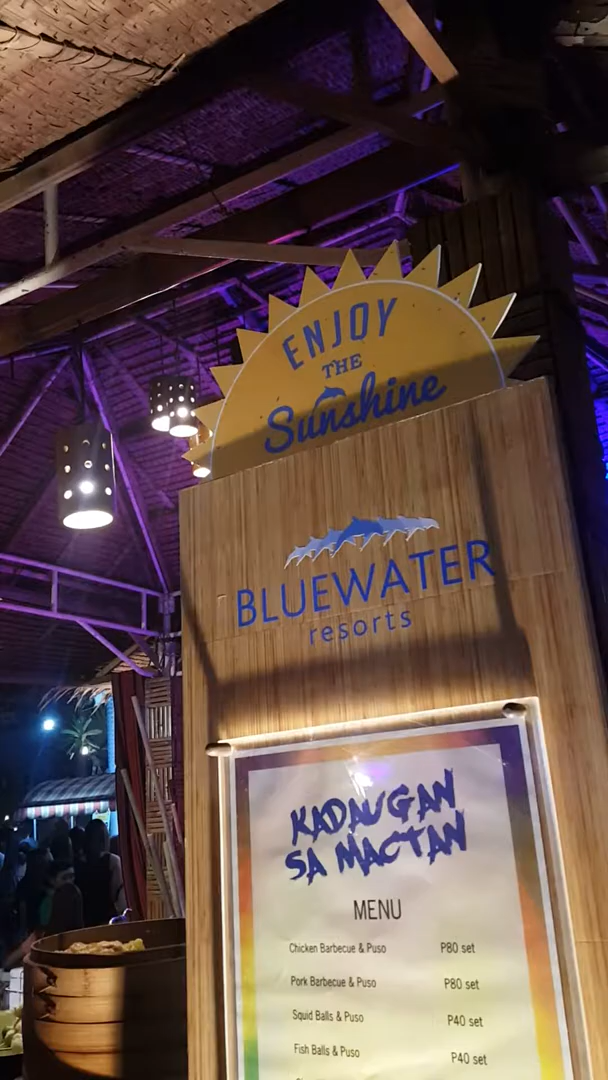 ENJOY
THE
Sunshine
BLUEWATER
resorts
KADAUGAN
SA MACTAN
MENU
Chicken Barbecue & Puso P80 set
Pork Barbecue & Puso P80 set
Squid Balls & Puso P40 set
Fish Balls & Puso P40 set